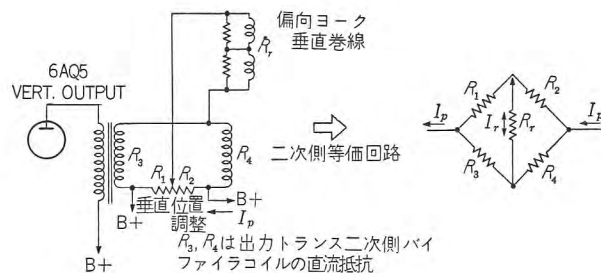 偏向ヨーク
垂直巻線
Rr
6AQ5
VERT. OUTPUT
R3
R4
R1 R2
B+
垂直位置
調整
B+
Ip
B+
R3, R4は出力トランス二次側バイ
ファイラコイルの直流抵抗
二次側等価回路
R1
R2
Ip
Ir
Rr
Ip
R3
R4